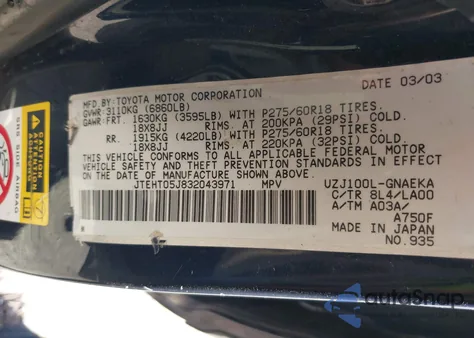 MFD.BY:TOYOTA MOTOR CORPORATION DATE 03/03
GVWR:3110KG (6860LB)
GAWR: FRT. 1630KG (3595LB) WITH P275/60R18 TIRES.
18X8JJ RIMS. AT 200KPA (29PSI) COLD.
RR. 1915KG (4220LB) WITH P275/60R18 TIRES.
18X8JJ RIMS. AT 220KPA (32PSI) COLD.
THIS VEHICLE CONFORMS TO ALL APPLICABLE FEDERAL MOTOR
VEHICLE SAFETY AND THEFT PREVENTION STANDARDS IN EFFECT
ON THE DATE OF MANUFACTURE SHOWN ABOVE.
JTEHT05J832043971 MPV UZJ100L-GNAEKA
C/TR 8L4/LA00
A/TM A03A/
A750F
MADE IN JAPAN
NO.935
SIDE AIRBAG
autoSnap